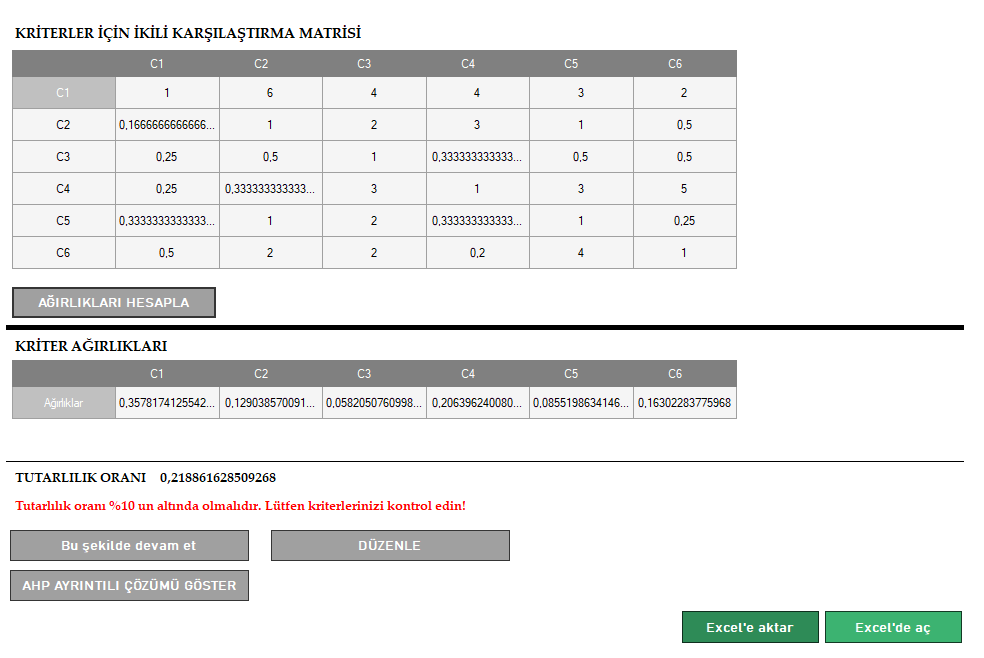 KRİTERLER İÇİN İKİLİ KARŞILAŞTIRMA MATRİSİ
C1 C2 C3 C4 C5 C6
C1 1 6 4 4 3 2
C2 0,1666666666666... 1 2 3 1 0,5
C3 0,25 0,5 1 0,333333333333... 0,5 0,5
C4 0,25 0,333333333333... 3 1 3 5
C5 0,3333333333333... 1 2 0,333333333333... 1 0,25
C6 0,5 2 2 0,2 4 1
AĞIRLIKLARI HESAPLA
KRİTER AĞIRLIKLARI
C1 C2 C3 C4 C5 C6
Ağırlıklar 0,3578174125542... 0,129038570091... 0,0582050760998... 0,206396240080... 0,0855198634146... 0,16302283775968
TUTARLILIK ORANI 0,218861628509268
Tutarlılık oranı %10 un altında olmalıdır. Lütfen kriterlerinizi kontrol edin!
Bu şekilde devam et DÜZENLE
AHP AYRINTILI ÇÖZÜMÜ GÖSTER
Excel'e aktar Excel'de aç